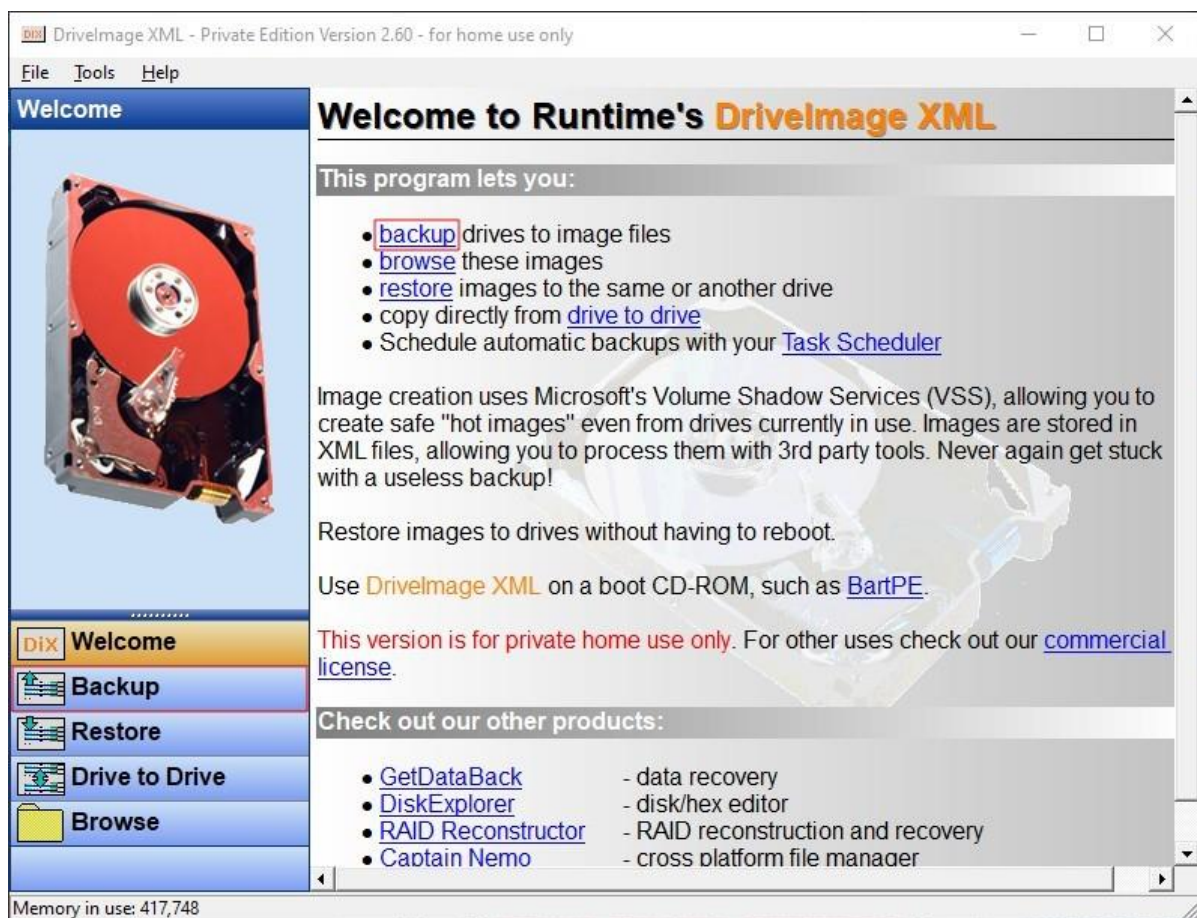 DiX DriveImage XML - Private Edition Version 2.60 - for home use only
File Tools Help
Welcome
Welcome to Runtime's DriveImage XML
This program lets you:
• backup drives to image files
• browse these images
• restore images to the same or another drive
• copy directly from drive to drive
• Schedule automatic backups with your Task Scheduler
Image creation uses Microsoft's Volume Shadow Services (VSS), allowing you to
create safe "hot images" even from drives currently in use. Images are stored in
XML files, allowing you to process them with 3rd party tools. Never again get stuck
with a useless backup!
Restore images to drives without having to reboot.
Use DriveImage XML on a boot CD-ROM, such as BartPE.
This version is for private home use only. For other uses check out our commercial
license.
Check out our other products:
• GetDataBack - data recovery
• DiskExplorer - disk/hex editor
• RAID Reconstructor - RAID reconstruction and recovery
• Captain Nemo - cross platform file manager
DiX Welcome
Backup
Restore
Drive to Drive
Browse
Memory in use: 417,748